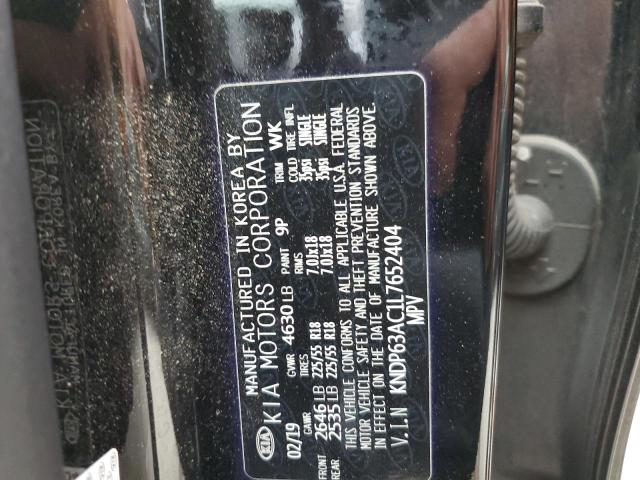 KIA
MANUFACTURED IN KOREA BY
KIA MOTORS CORPORATION
02/19 GVWR 4630 LB PAINT 9P TRIM WK
GAWR TIRES RIMS COLD TIRE INFL
FRONT 2646 LB 225/55 R18 7.0Jx18 35psi SINGLE
REAR 2535 LB 225/55 R18 7.0Jx18 35psi SINGLE
THIS VEHICLE CONFORMS TO ALL APPLICABLE U.S.A. FEDERAL
MOTOR VEHICLE SAFETY AND THEFT PREVENTION STANDARDS
IN EFFECT ON THE DATE OF MANUFACTURE SHOWN ABOVE.
V.I.N KNDP63AC1L7652404
MPV